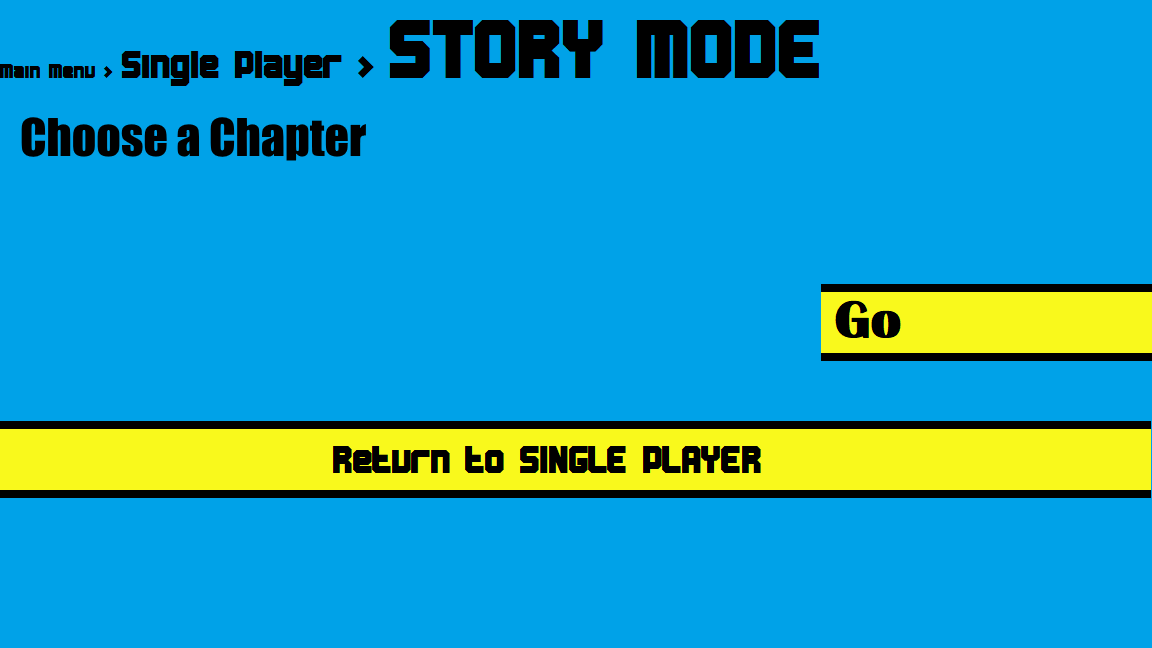 Main Menu > Single Player > STORY MODE
Choose a Chapter
Go
Return to SINGLE PLAYER